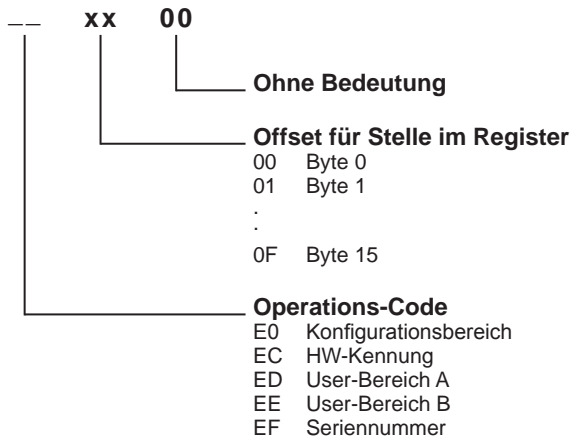 __ xx 00
Ohne Bedeutung
Offset für Stelle im Register
00 Byte 0
01 Byte 1
.
.
0F Byte 15
Operations-Code
E0 Konfigurationsbereich
EC HW-Kennung
ED User-Bereich A
EE User-Bereich B
EF Seriennummer